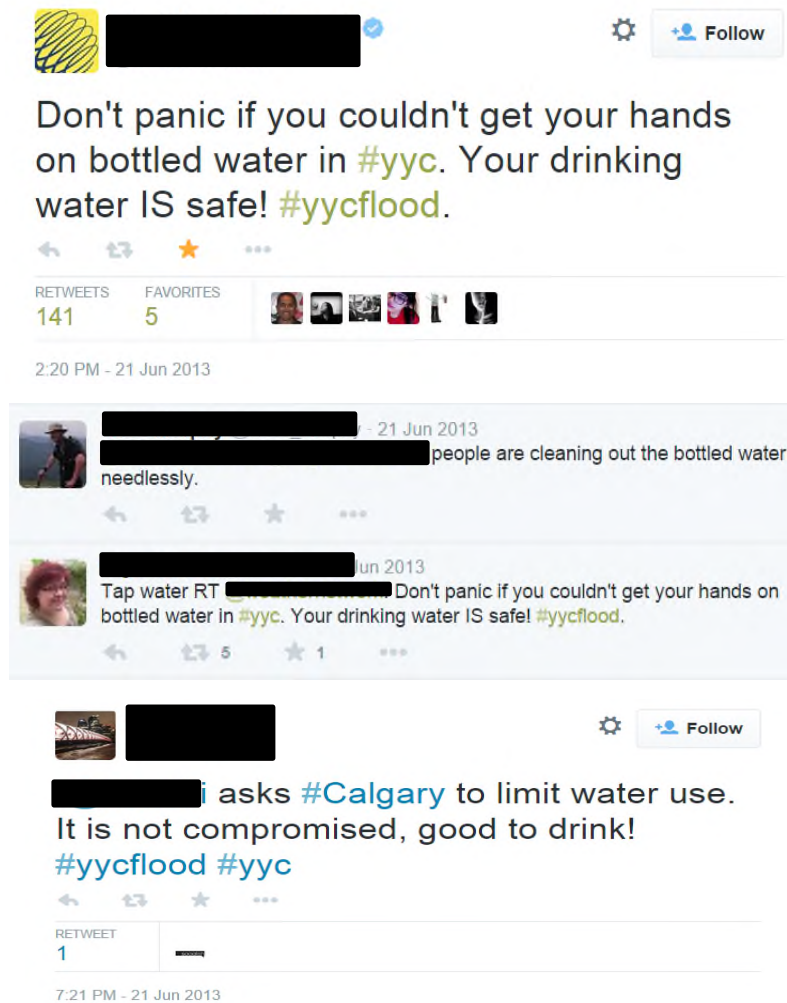 Follow
Don't panic if you couldn't get your hands
on bottled water in #yyc. Your drinking
water IS safe! #yycflood.
RETWEETS FAVORITES
141 5
2:20 PM - 21 Jun 2013
- 21 Jun 2013
people are cleaning out the bottled water
needlessly.
Jun 2013
Tap water RT Don't panic if you couldn't get your hands on
bottled water in #yyc. Your drinking water IS safe! #yycflood.
5 1
Follow
i asks #Calgary to limit water use.
It is not compromised, good to drink!
#yycflood #yyc
RETWEET
1
7:21 PM - 21 Jun 2013